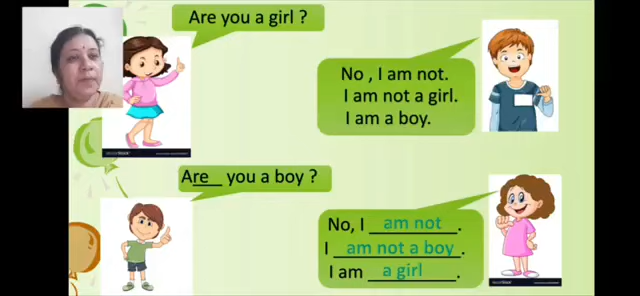 Are you a girl ?
No , I am not.
I am not a girl.
I am a boy.
Are you a boy ?
No, I am not.
I am not a boy.
I am a girl.